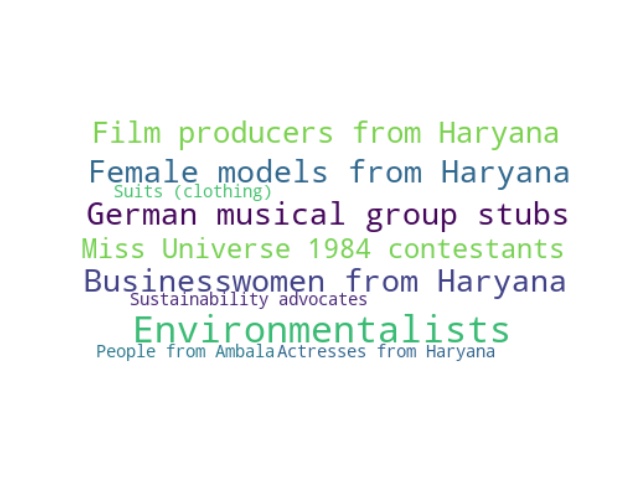 Film producers from Haryana
Female models from Haryana
Suits (clothing)
German musical group stubs
Miss Universe 1984 contestants
Businesswomen from Haryana
Sustainability advocates
Environmentalists
People from Ambala Actresses from Haryana